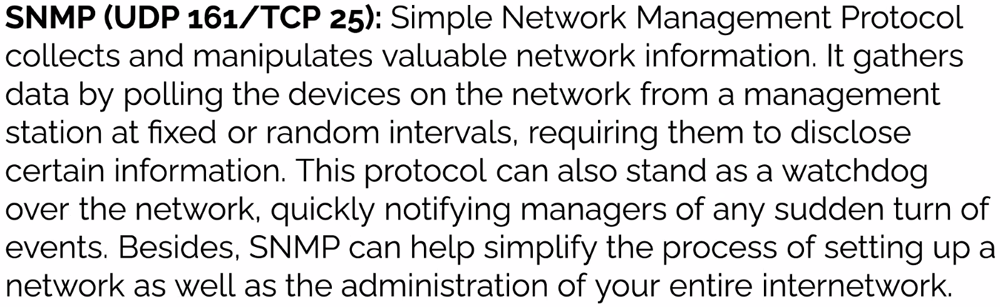 SNMP (UDP 161/TCP 25): Simple Network Management Protocol
collects and manipulates valuable network information. It gathers
data by polling the devices on the network from a management
station at fixed or random intervals, requiring them to disclose
certain information. This protocol can also stand as a watchdog
over the network, quickly notifying managers of any sudden turn of
events. Besides, SNMP can help simplify the process of setting up a
network as well as the administration of your entire internetwork.